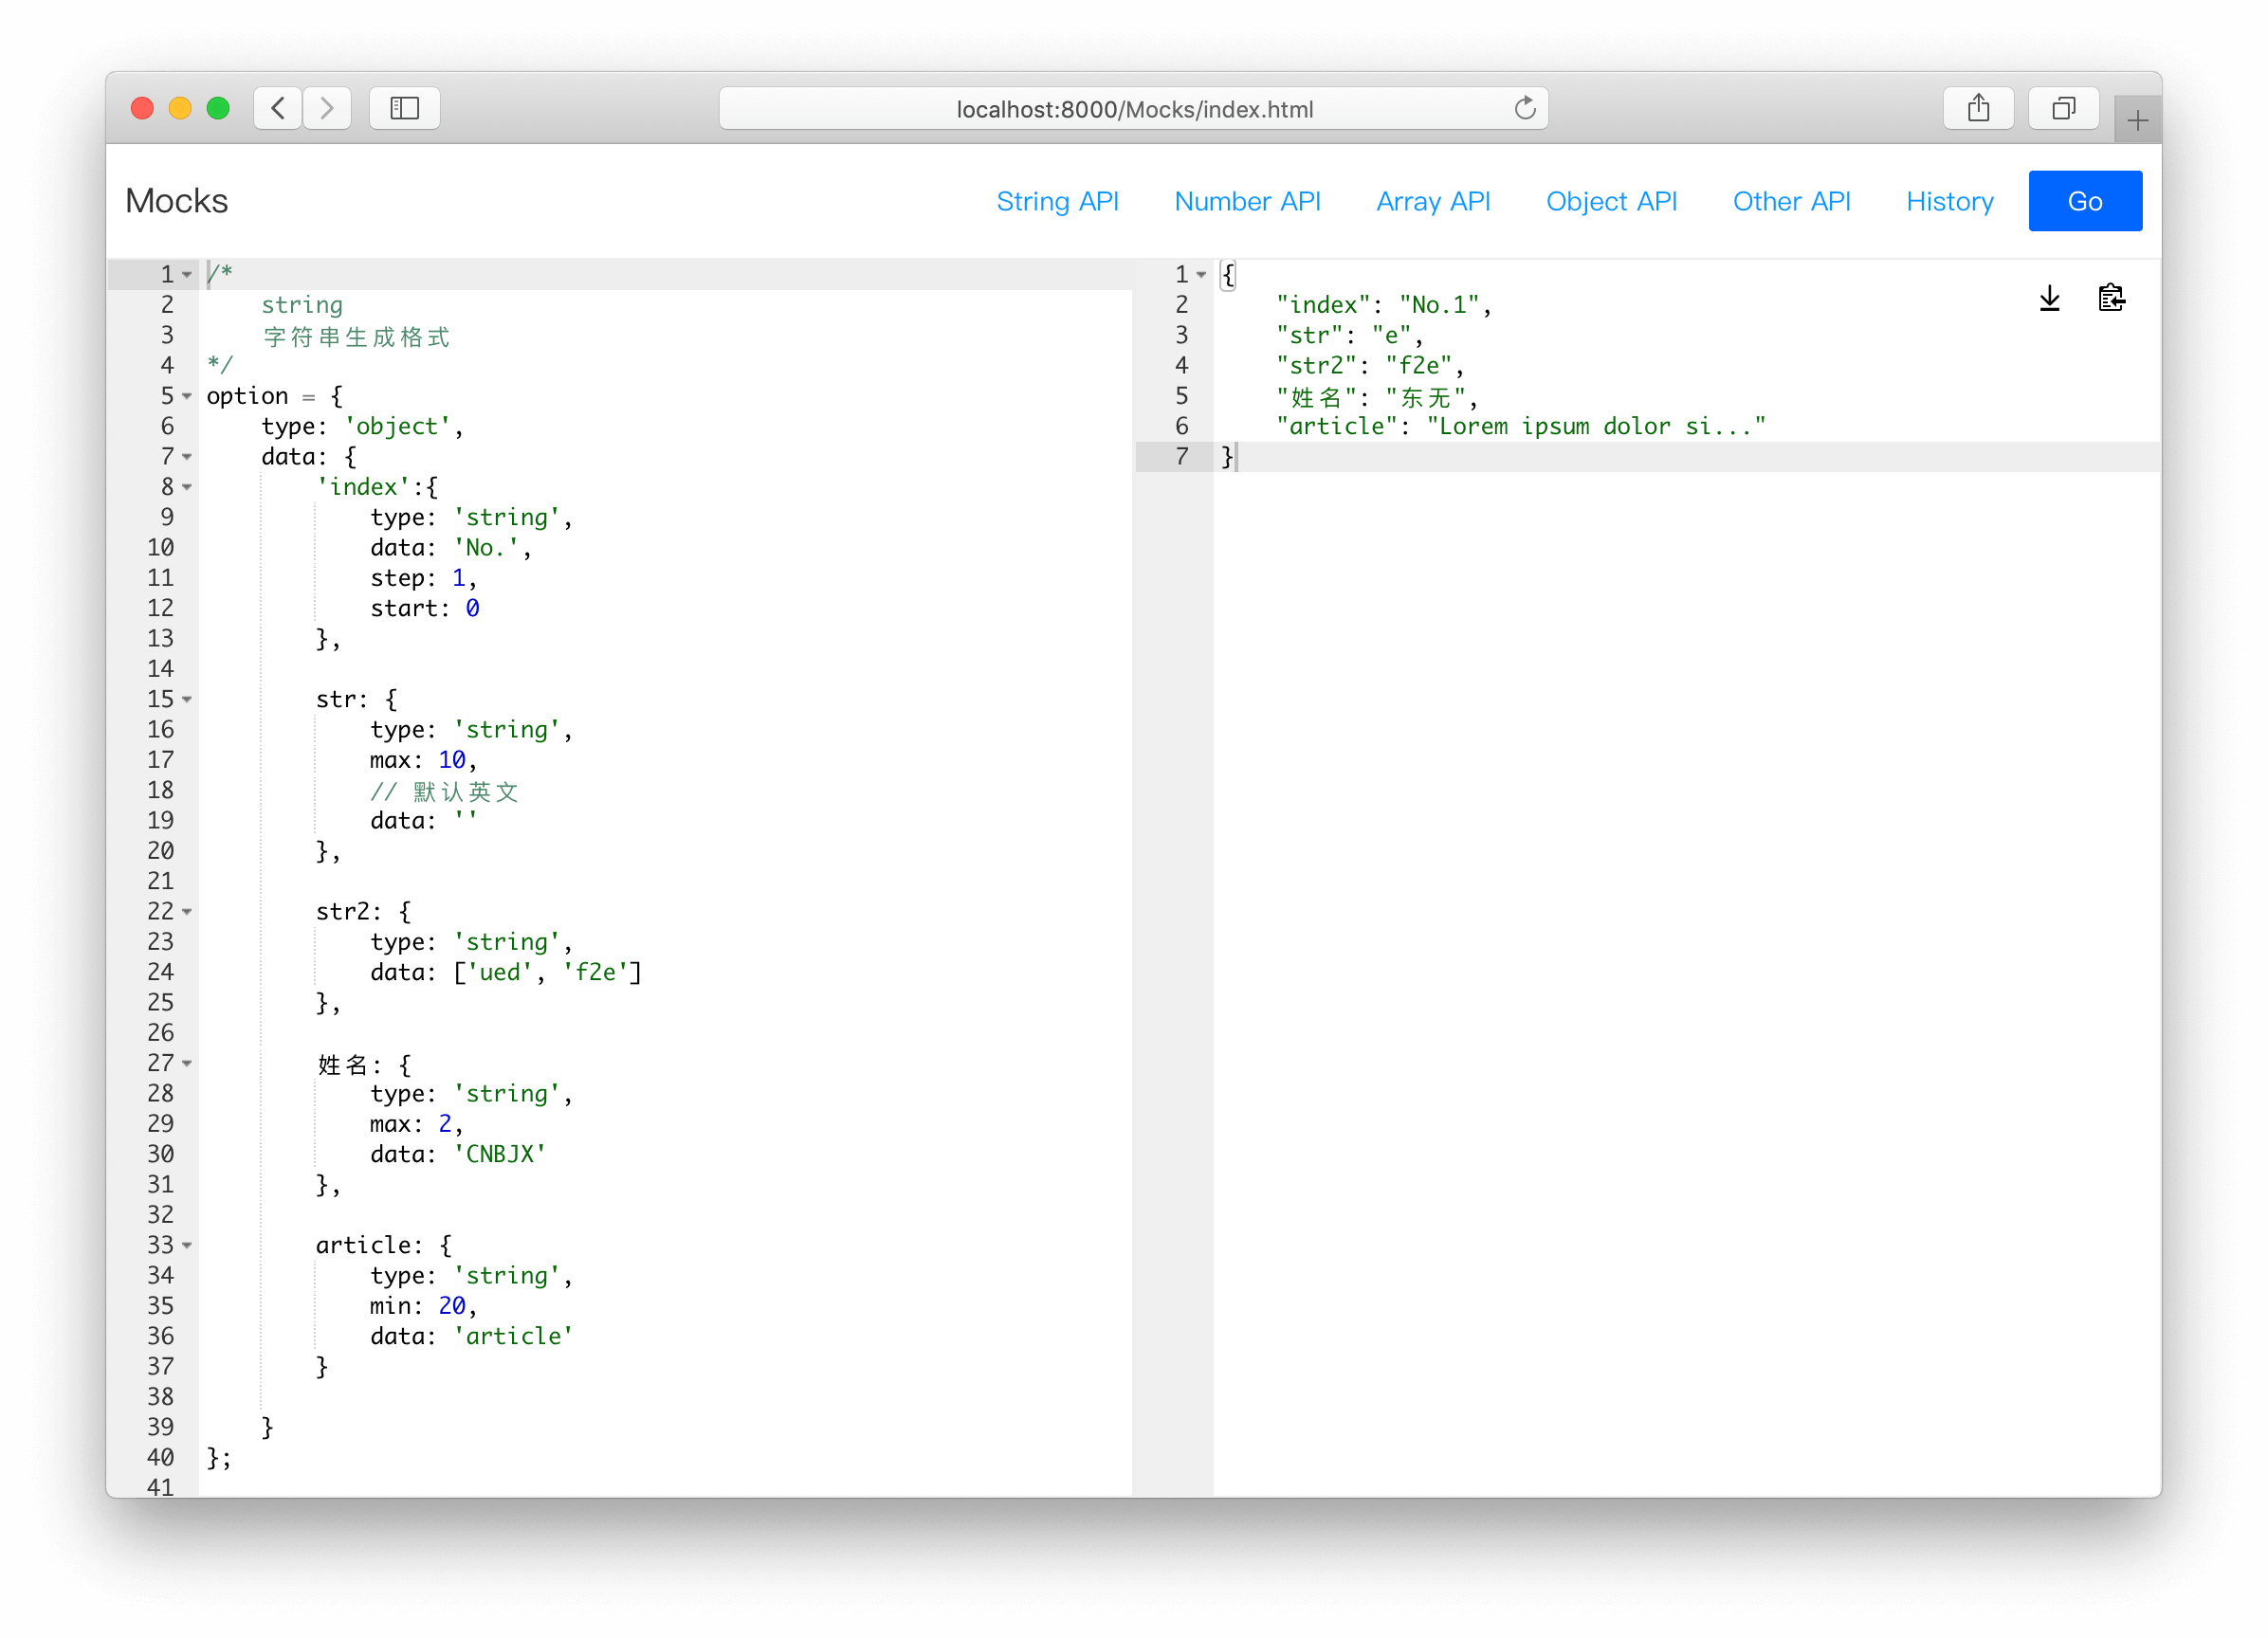 localhost:8000/Mocks/index.html
Mocks
String API
Number API
Array API
Object API
Other API
History
Go
1 /*
2     string
3     字符串生成格式
4 */
5 option = {
6     type: 'object',
7     data: {
8         'index':{
9             type: 'string',
10             data: 'No.',
11             step: 1,
12             start: 0
13         },
14
15         str: {
16             type: 'string',
17             max: 10,
18             // 默认英文
19             data: ''
20         },
21
22         str2: {
23             type: 'string',
24             data: ['ued', 'f2e']
25         },
26
27         姓名: {
28             type: 'string',
29             max: 2,
30             data: 'CNBJX'
31         },
32
33         article: {
34             type: 'string',
35             min: 20,
36             data: 'article'
37         }
38
39     }
40 };
41
1 {
2     "index": "No.1",
3     "str": "e",
4     "str2": "f2e",
5     "姓名": "东无",
6     "article": "Lorem ipsum dolor si..."
7 }